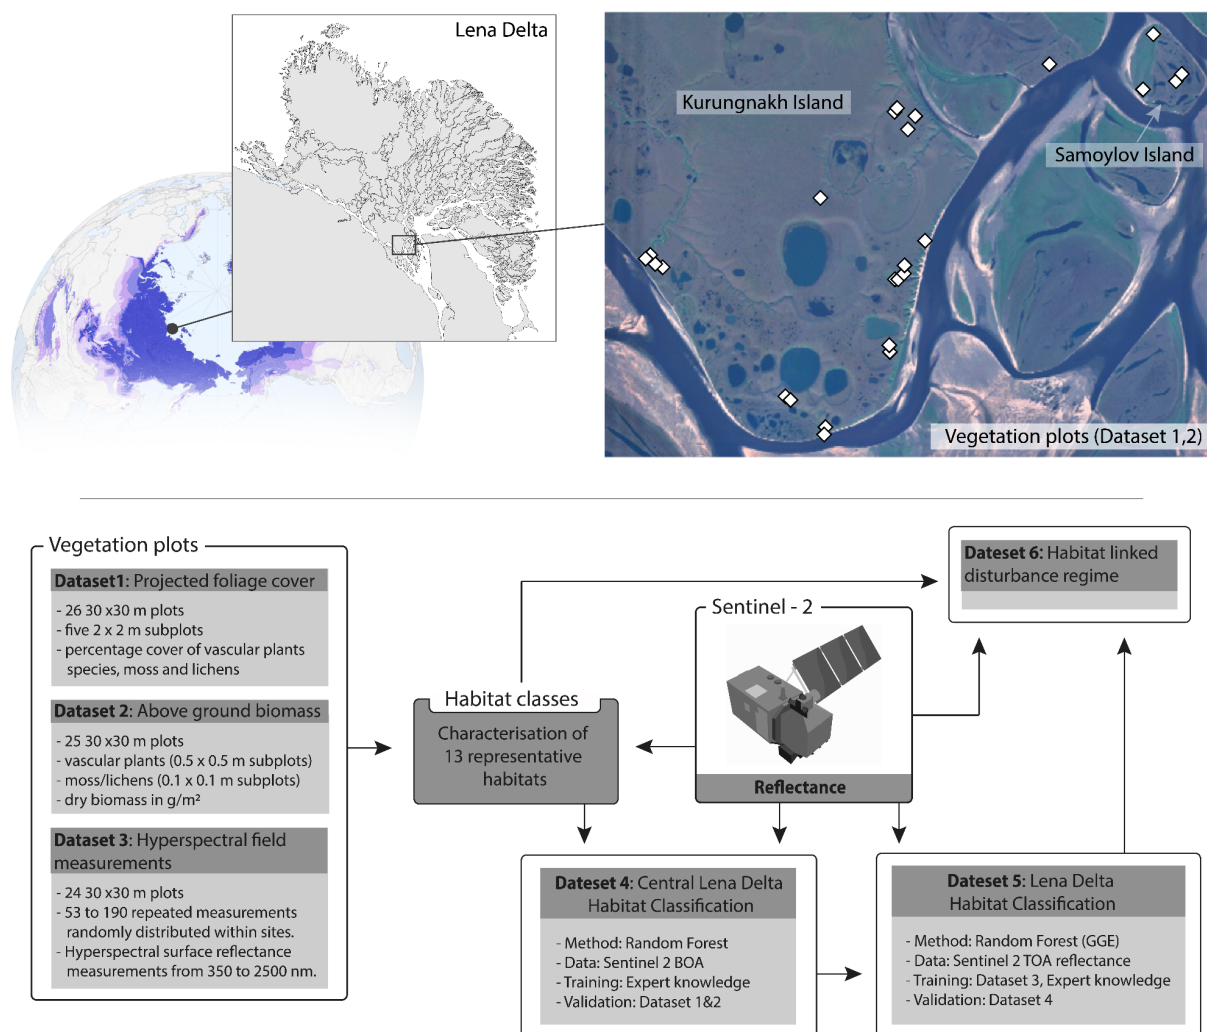 Lena Delta
Kurungnakh Island
Samoylov Island
Vegetation plots (Dataset 1,2)
Vegetation plots
Dataset1: Projected foliage cover
- 26 30 x30 m plots
- five 2 x 2 m subplots
- percentage cover of vascular plants
species, moss and lichens
Dataset 2: Above ground biomass
- 25 30 x30 m plots
- vascular plants (0.5 x 0.5 m subplots)
- moss/lichens (0.1 x 0.1 m subplots)
- dry biomass in g/m²
Dataset 3: Hyperspectral field
measurements
- 24 30 x30 m plots
- 53 to 190 repeated measurements
randomly distributed within sites.
- Hyperspectral surface reflectance
measurements from 350 to 2500 nm.
Habitat classes
Characterisation of
13 representative
habitats
Sentinel - 2
Reflectance
Dateset 6: Habitat linked
disturbance regime
Dateset 4: Central Lena Delta
Habitat Classification
- Method: Random Forest
- Data: Sentinel 2 BOA
- Training: Expert knowledge
- Validation: Dataset 1&2
Dateset 5: Lena Delta
Habitat Classification
- Method: Random Forest (GGE)
- Data: Sentinel 2 TOA reflectance
- Training: Dataset 3, Expert knowledge
- Validation: Dataset 4